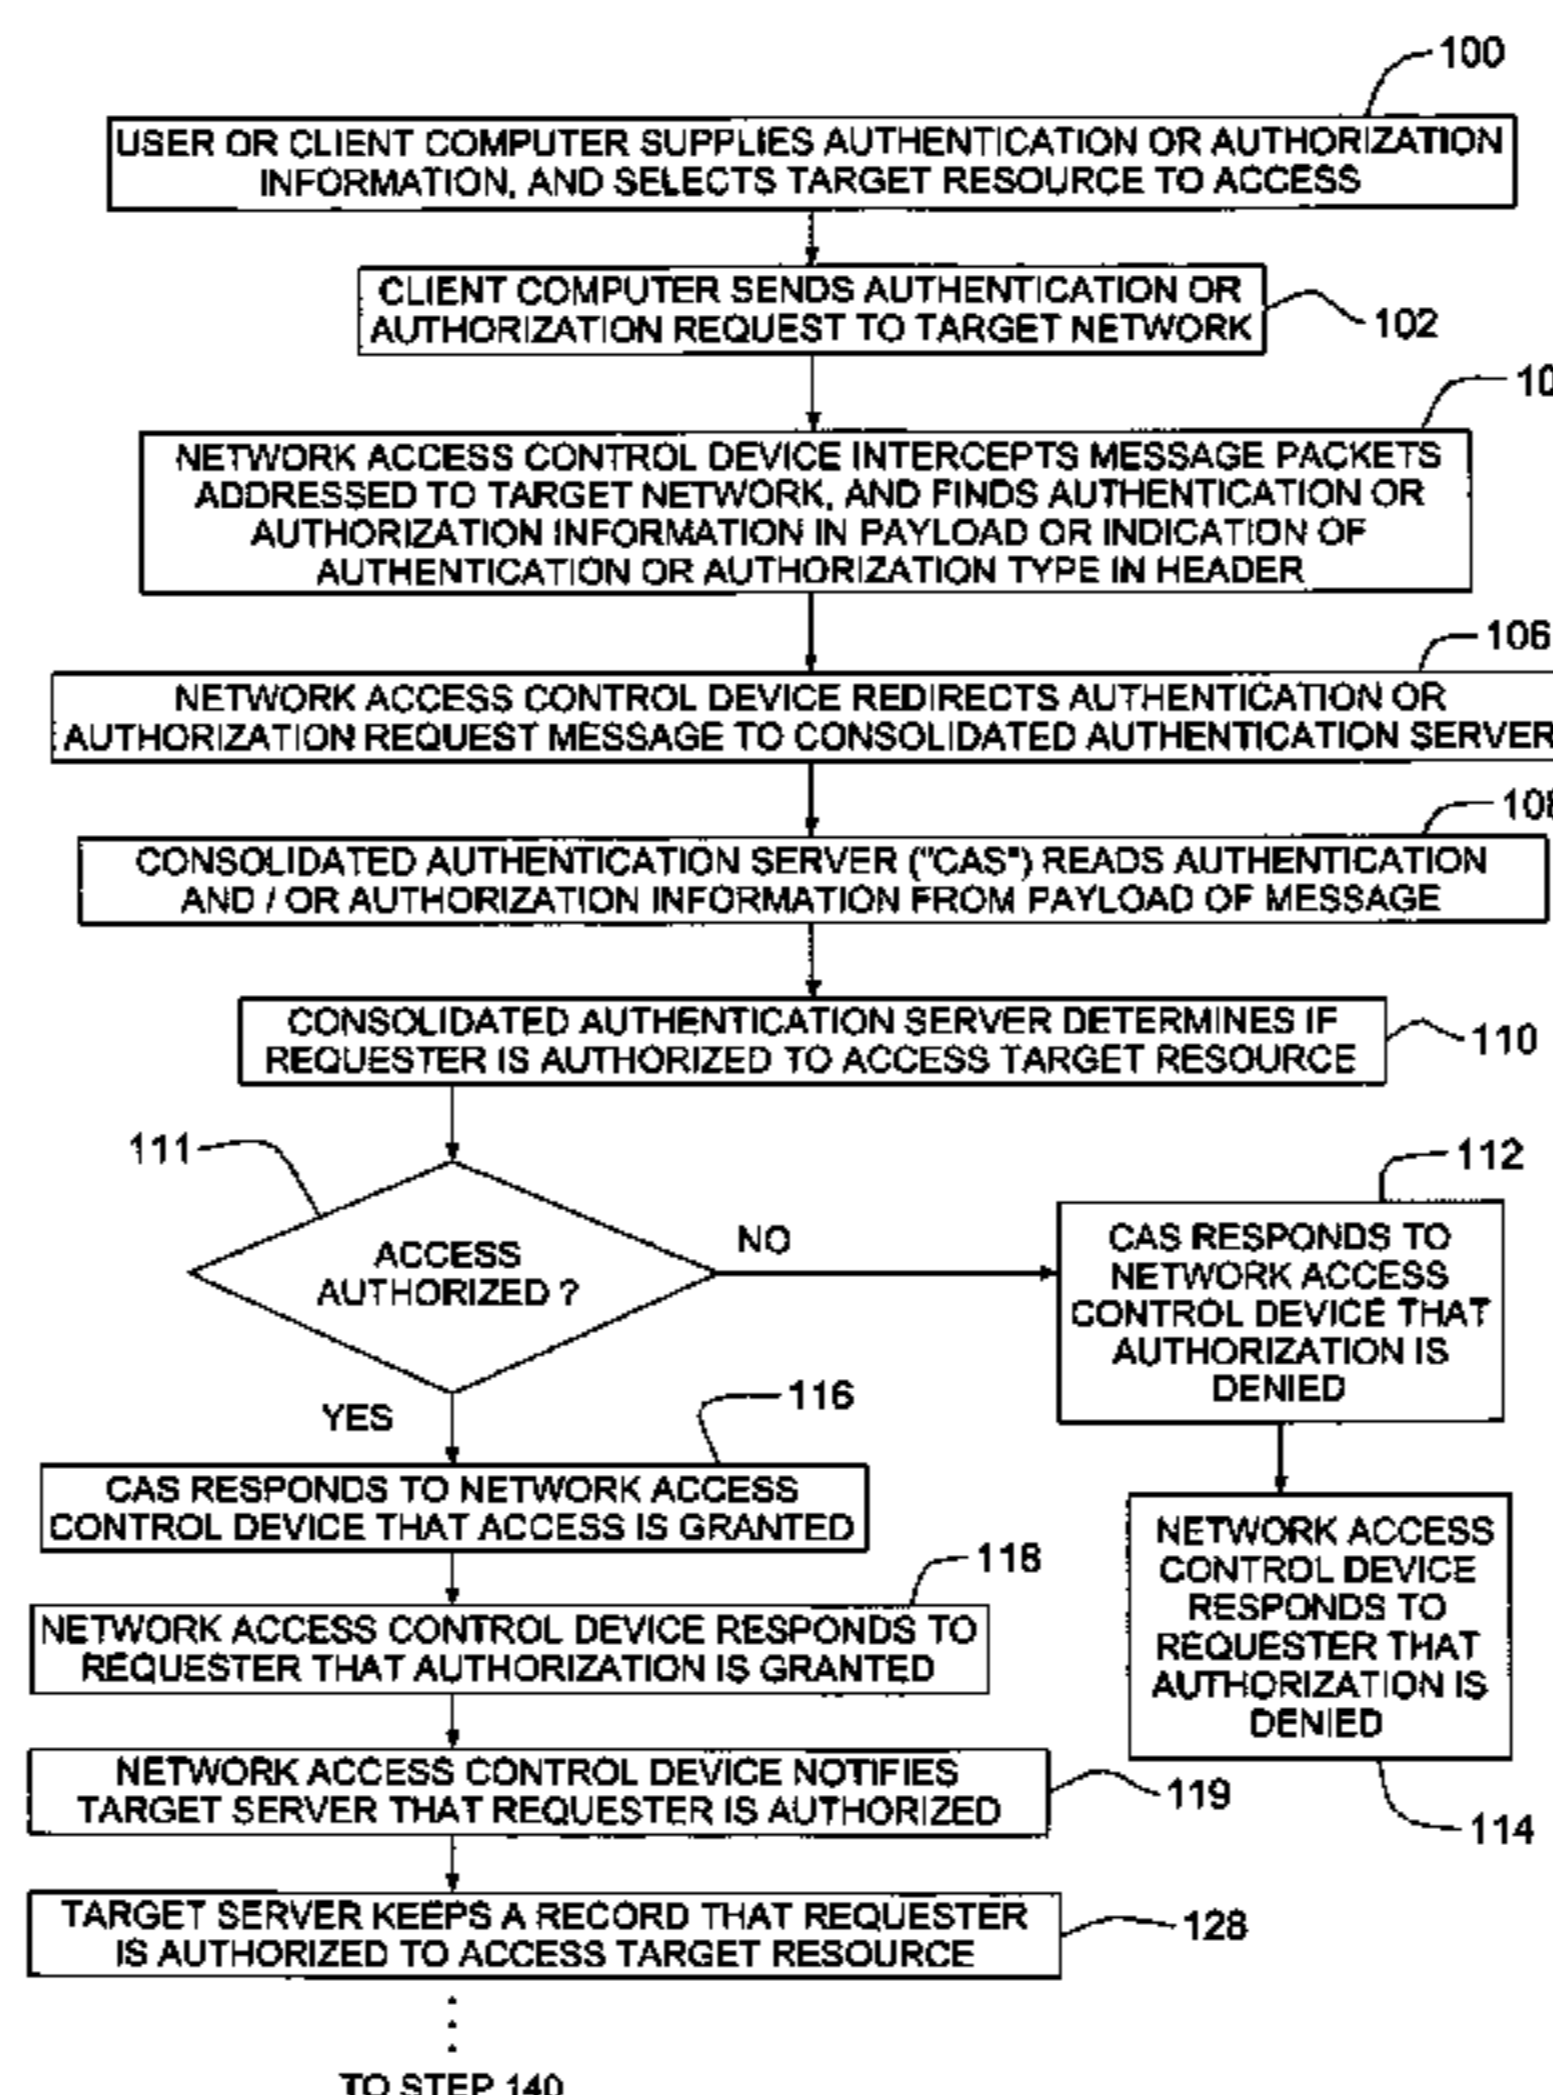 100
USER OR CLIENT COMPUTER SUPPLIES AUTHENTICATION OR AUTHORIZATION
INFORMATION, AND SELECTS TARGET RESOURCE TO ACCESS
CLIENT COMPUTER SENDS AUTHENTICATION OR
AUTHORIZATION REQUEST TO TARGET NETWORK
102
10
NETWORK ACCESS CONTROL DEVICE INTERCEPTS MESSAGE PACKETS
ADDRESSED TO TARGET NETWORK, AND FINDS AUTHENTICATION OR
AUTHORIZATION INFORMATION IN PAYLOAD OR INDICATION OF
AUTHENTICATION OR AUTHORIZATION TYPE IN HEADER
106
NETWORK ACCESS CONTROL DEVICE REDIRECTS AUTHENTICATION OR
AUTHORIZATION REQUEST MESSAGE TO CONSOLIDATED AUTHENTICATION SERVER
108
CONSOLIDATED AUTHENTICATION SERVER ("CAS") READS AUTHENTICATION
AND / OR AUTHORIZATION INFORMATION FROM PAYLOAD OF MESSAGE
CONSOLIDATED AUTHENTICATION SERVER DETERMINES IF
REQUESTER IS AUTHORIZED TO ACCESS TARGET RESOURCE
110
111
ACCESS
AUTHORIZED ?
NO
112
CAS RESPONDS TO
NETWORK ACCESS
CONTROL DEVICE THAT
AUTHORIZATION IS
DENIED
YES
116
CAS RESPONDS TO NETWORK ACCESS
CONTROL DEVICE THAT ACCESS IS GRANTED
118
NETWORK ACCESS CONTROL DEVICE RESPONDS TO
REQUESTER THAT AUTHORIZATION IS GRANTED
NETWORK ACCESS
CONTROL DEVICE
RESPONDS TO
REQUESTER THAT
AUTHORIZATION IS
DENIED
114
NETWORK ACCESS CONTROL DEVICE NOTIFIES
TARGET SERVER THAT REQUESTER IS AUTHORIZED
119
TARGET SERVER KEEPS A RECORD THAT REQUESTER
IS AUTHORIZED TO ACCESS TARGET RESOURCE
128
TO STEP 140